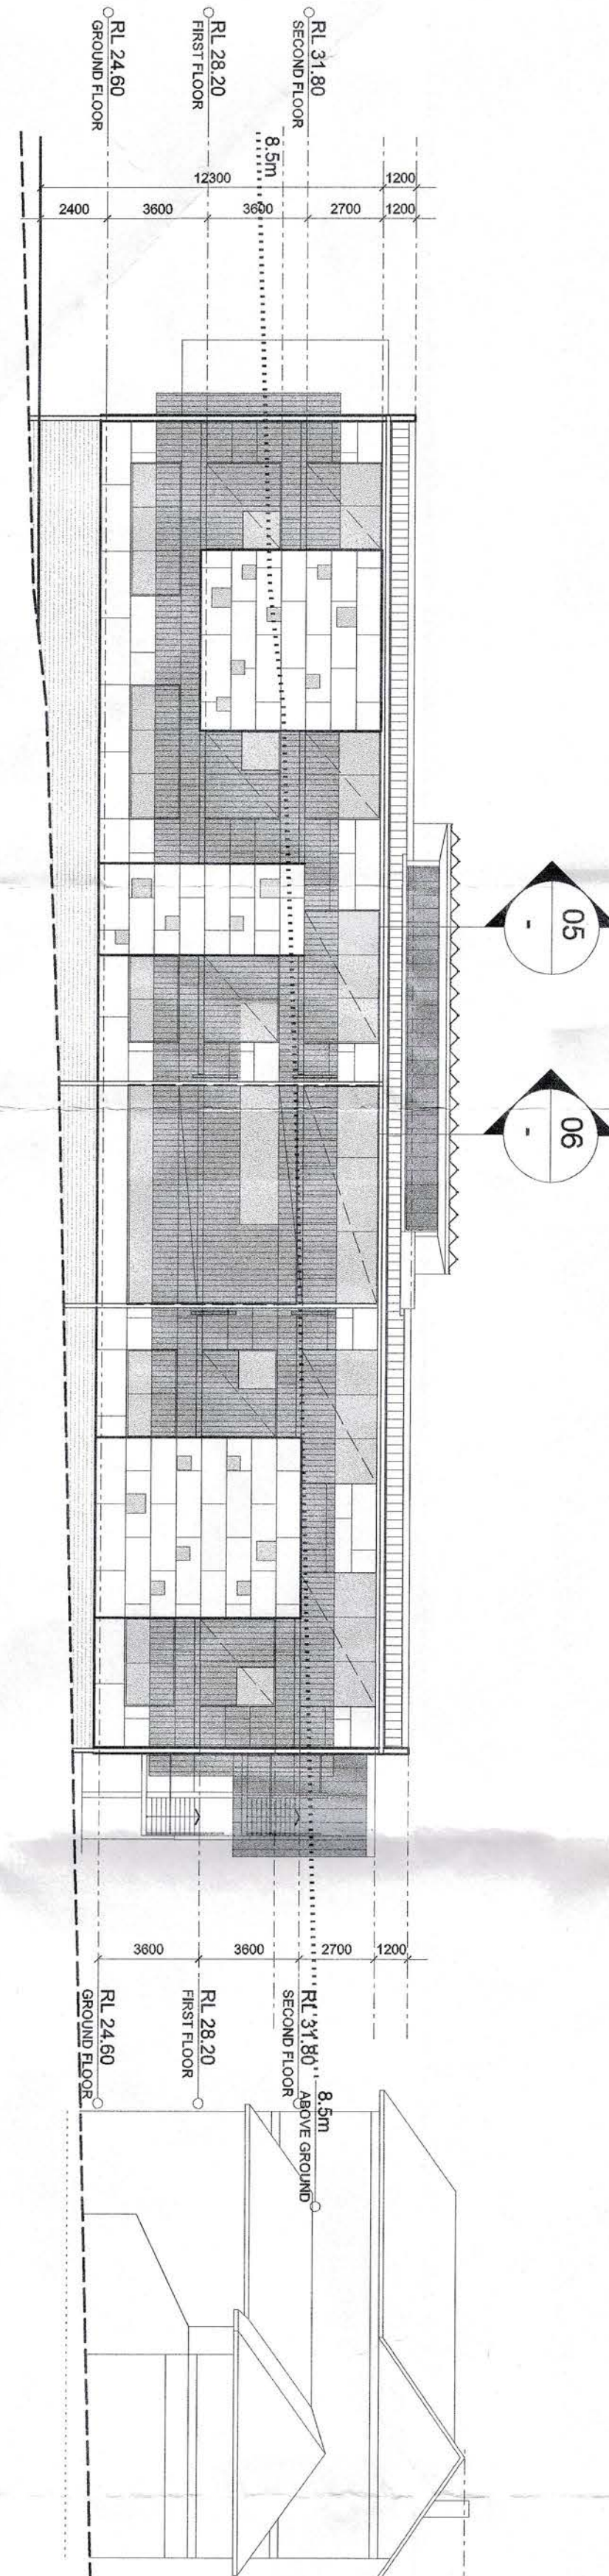 RL 31.80
SECOND FLOOR
RL 28.20
FIRST FLOOR
RL 24.60
GROUND FLOOR
8.5m
1200
12300
1200
2700
3600
3600
2400
05
-
06
-
1200
2700
3600
3600
8.5m
ABOVE GROUND
RL 31.80
SECOND FLOOR
RL 28.20
FIRST FLOOR
RL 24.60
GROUND FLOOR